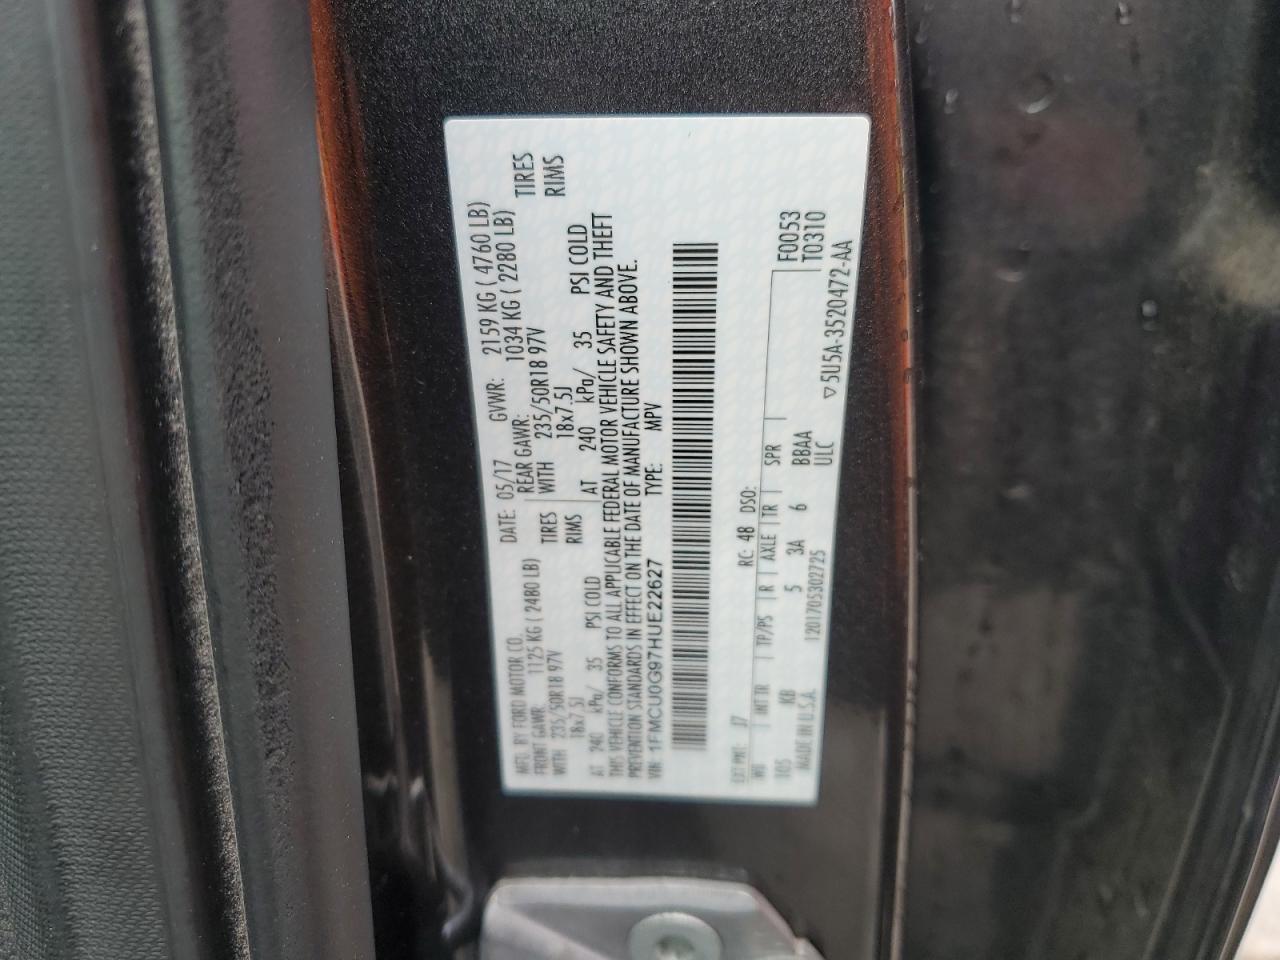 MFG. BY FORD MOTOR CO. DATE: 05/17 GVWR: 2159 KG ( 4760 LB)
FRONT GAWR: 1125 KG ( 2480 LB) REAR GAWR: 1034 KG ( 2280 LB)
WITH 235/50R18 97V TIRES WITH 235/50R18 97V TIRES
18x7.5J RIMS 18x7.5J RIMS
AT 240 kPa/ 35 PSI COLD AT 240 kPa/ 35 PSI COLD
THIS VEHICLE CONFORMS TO ALL APPLICABLE FEDERAL MOTOR VEHICLE SAFETY AND THEFT
PREVENTION STANDARDS IN EFFECT ON THE DATE OF MANUFACTURE SHOWN ABOVE.
VIN: 1FMCU0G97HUE22627 TYPE: MPV
EXT PNT: J7 RC: 48 DSO: F0053
WB INT TR TP/PS R AXLE TR SPR T0310
105 KB 5 3A 6 BBAA
MADE IN U.S.A. 1201705302725 ULC
▽5U5A-3520472-AA